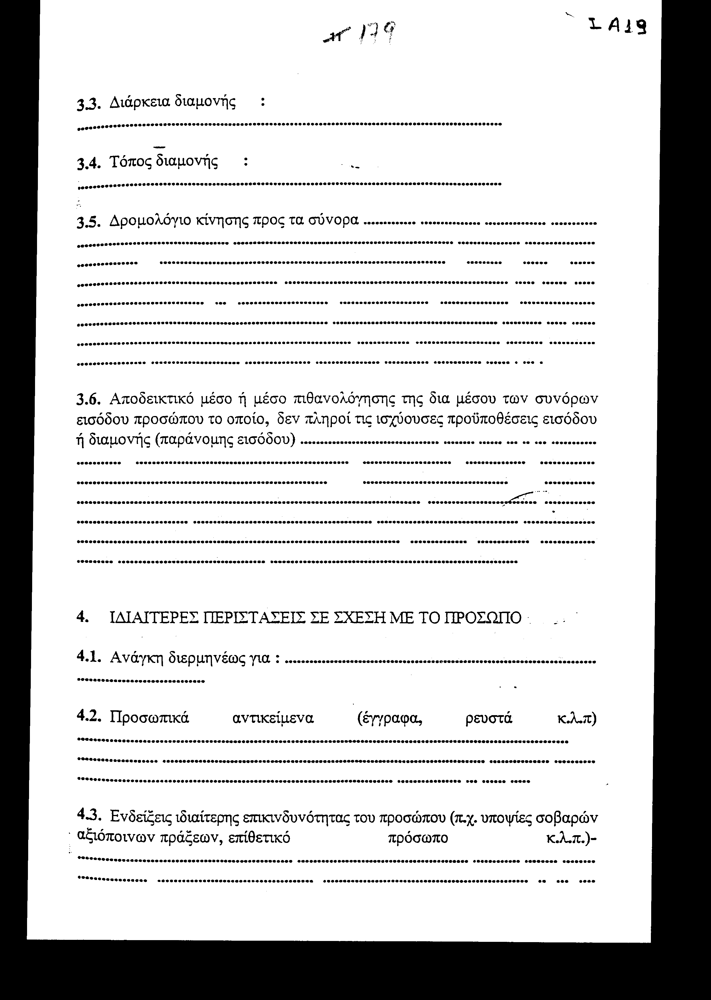 179
I A19
3.3. Διάρκεια διαμονής :
..........................................................................................................
3.4. Τόπος διαμονής :
..........................................................................................................
3.5. Δρομολόγιο κίνησης προς τα σύνορα ............. ............... ............... ............
...................................... ....................................................... ................ ..................
............... ........................................................................ ......... ...... ......
.................................................. ........................................................ ..... ...... .....
................................ ... ....................... ...................... ................. ...................
............................................................... ......................................... .......... ..... ......
..................................................................... ............. ..................... ......... ............
................. ...................... ................ ................ ........... ............ ...... . ... .
3.6. Αποδεικτικό μέσο ή μέσο πιθανολόγησης της δια μέσου των συνόρων
εισόδου προσώπου το οποίο, δεν πληροί τις ισχύουσες προϋποθέσεις εισόδου
ή διαμονής (παράνομης εισόδου) ................................... ........ ...... ... .. ... ...........
........... ..................................................... ...................... ............... ..............
............................................................... .................................... .............
...................................................................................... ........................... .............
............................ ............................................. ................................... ..................
................................................................................. .............. ............. ..............
......... ..................................... ..............................................................
4. ΙΔΙΑΙΤΕΡΕΣ ΠΕΡΙΣΤΑΣΕΙΣ ΣΕ ΣΧΕΣΗ ΜΕ ΤΟ ΠΡΟΣΩΠΟ
4.1. Ανάγκη διερμηνέως για : ..............................................................................
................................
4.2. Προσωπικά αντικείμενα (έγγραφα, ρευστά κ.λ.π)
...........................................................................................................................
.................... ................................................................................. ............... ..........
............................................................................... ................ ... ...... .....
4.3. Ενδείξεις ιδιαίτερης επικινδυνότητας του προσώπου (π.χ. υποψίες σοβαρών
αξιόποινων πράξεων, επίθετικό πρόσωπο κ.λ.π.)-
...................................................... ........................................... ............ ........ ........
................. ....................................... ................................................... .. ... ....